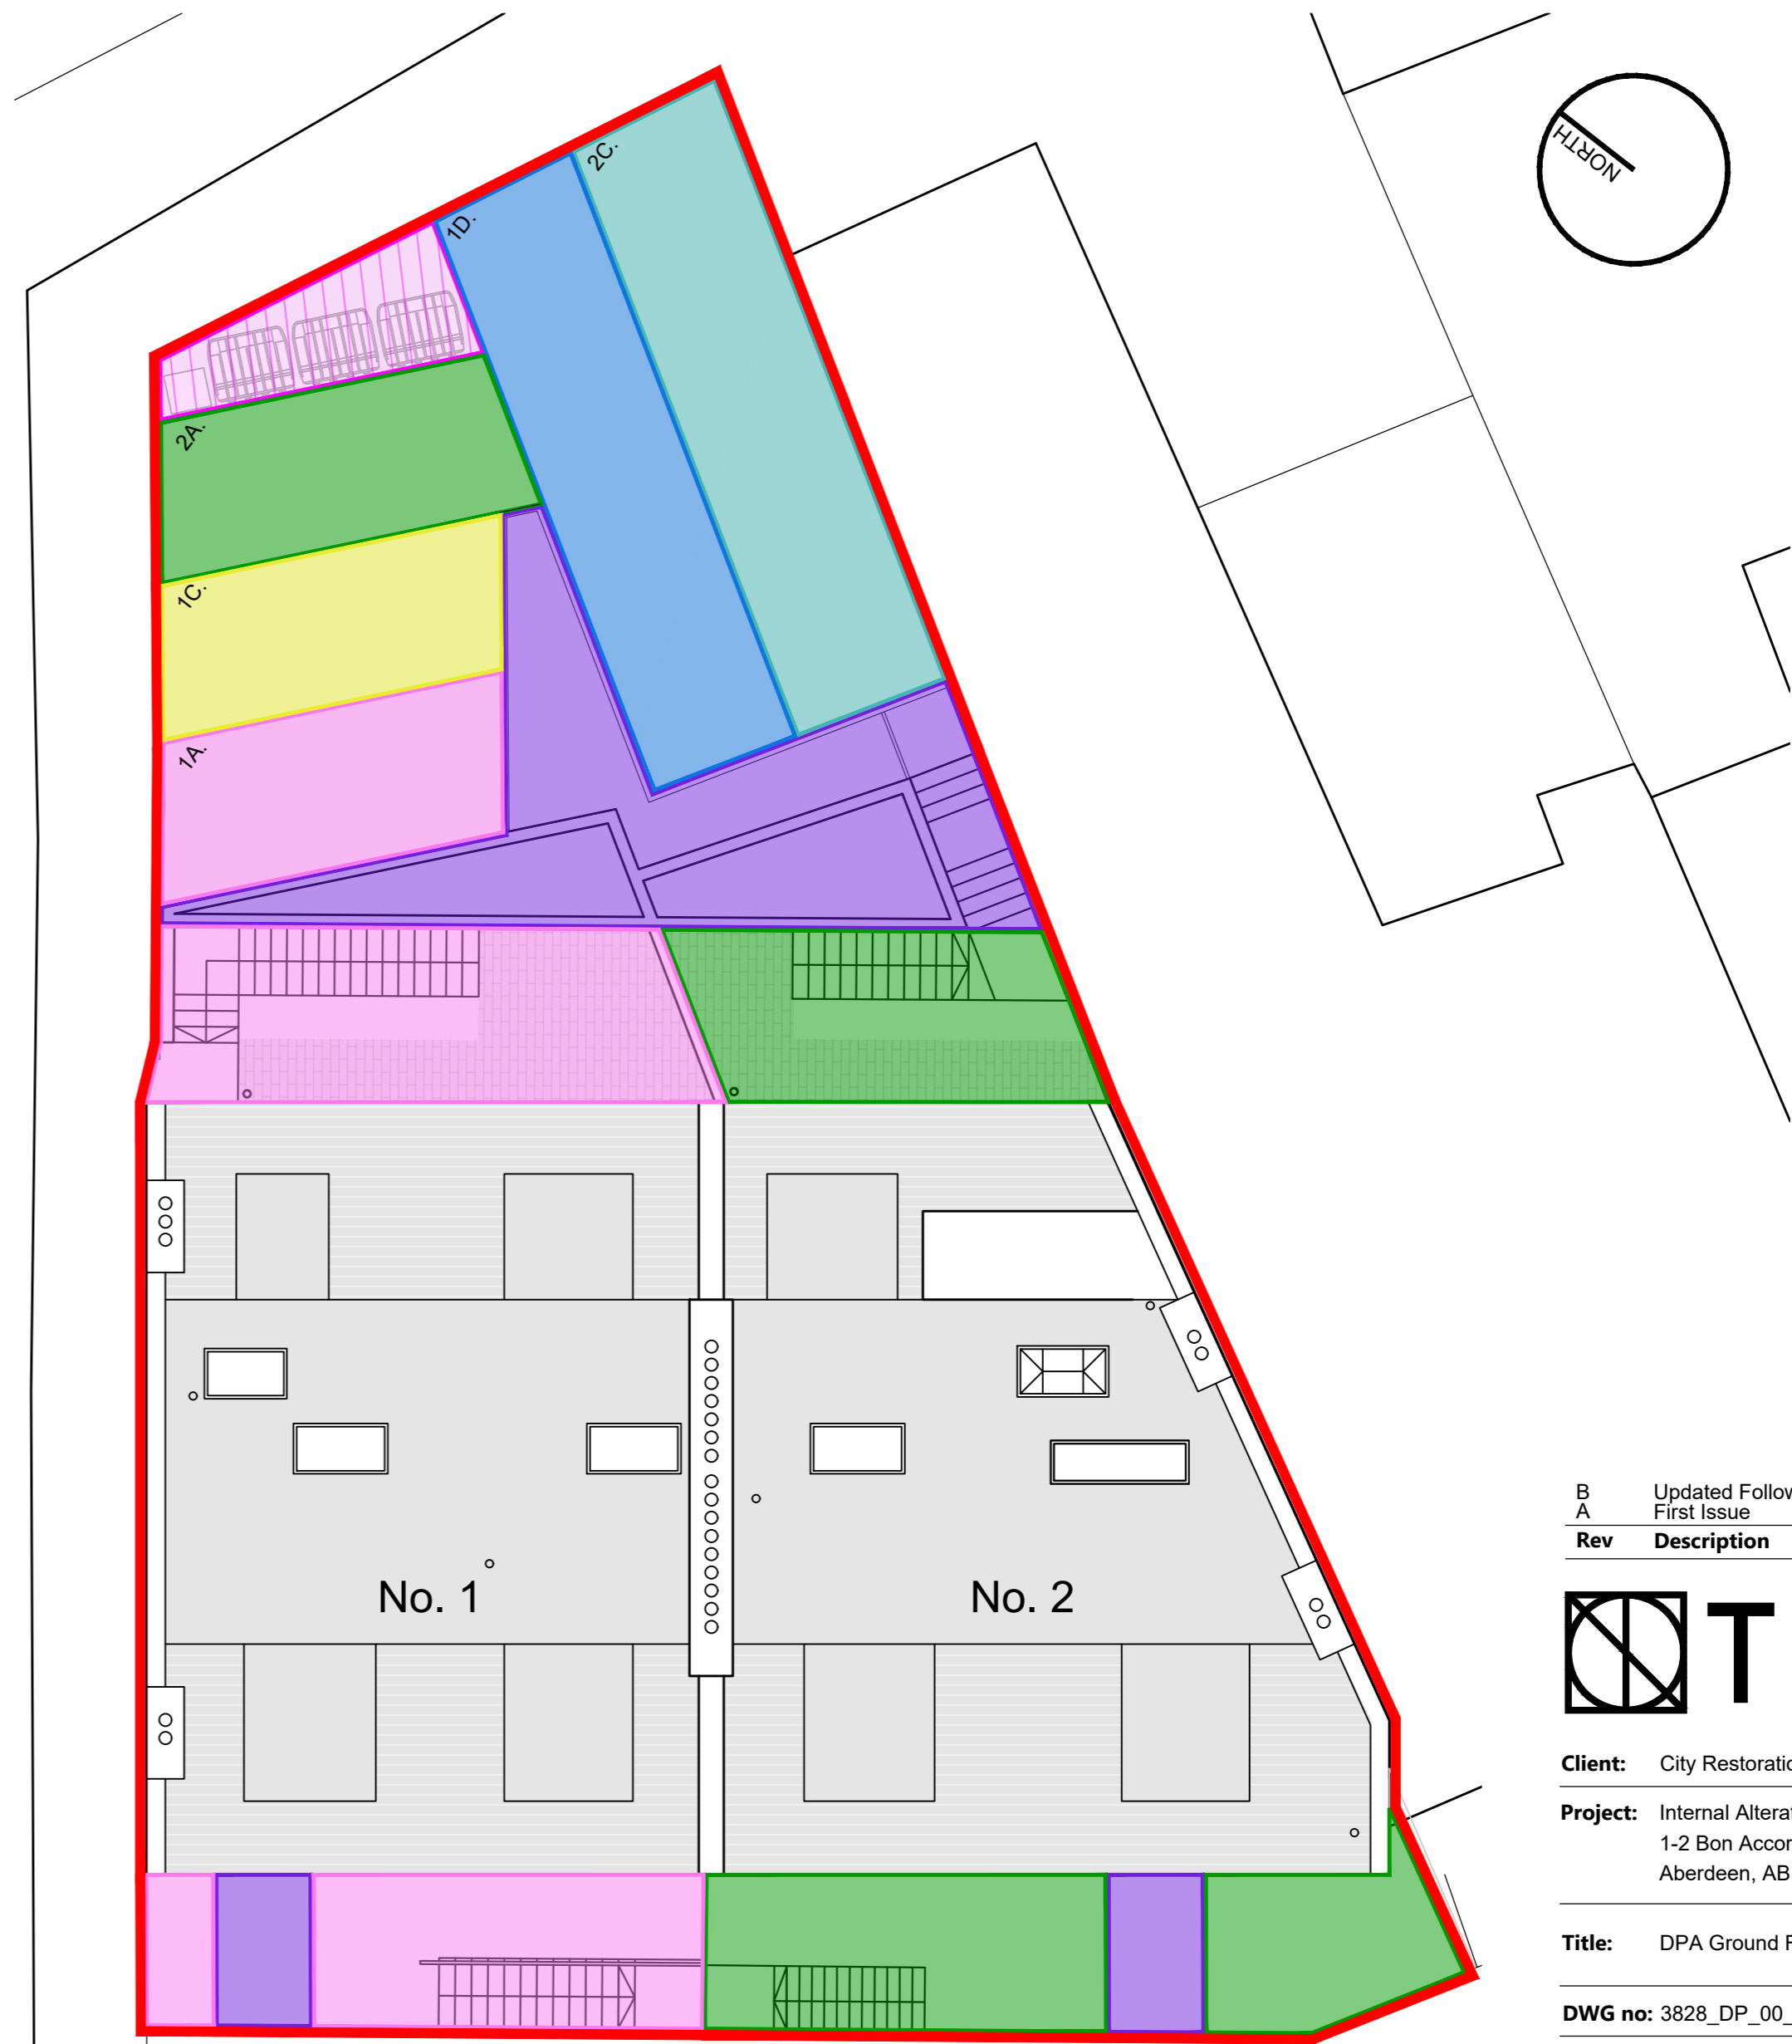 NORTH
2C.
1D.
2A.
1C.
1A.
No. 1
No. 2
B Updated Follow
A First Issue
Rev Description
T
Client: City Restoratio
Project: Internal Altera
1-2 Bon Accor
Aberdeen, AB
Title: DPA Ground F
DWG no: 3828_DP_00_